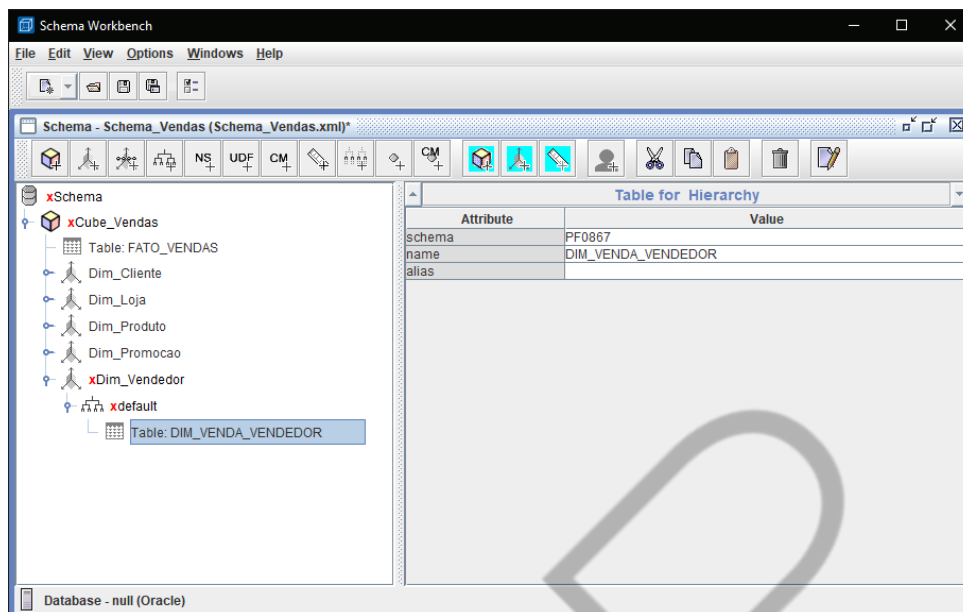 Schema Workbench
File Edit View Options Windows Help
Schema - Schema_Vendas (Schema_Vendas.xml)*
NS UDF CM CM
xSchema
xCube_Vendas
Table: FATO_VENDAS
Dim_Cliente
Dim_Loja
Dim_Produto
Dim_Promocao
xDim_Vendedor
xdefault
Table: DIM_VENDA_VENDEDOR
Table for Hierarchy
Attribute Value
schema PF0867
name DIM_VENDA_VENDEDOR
alias
Database - null (Oracle)